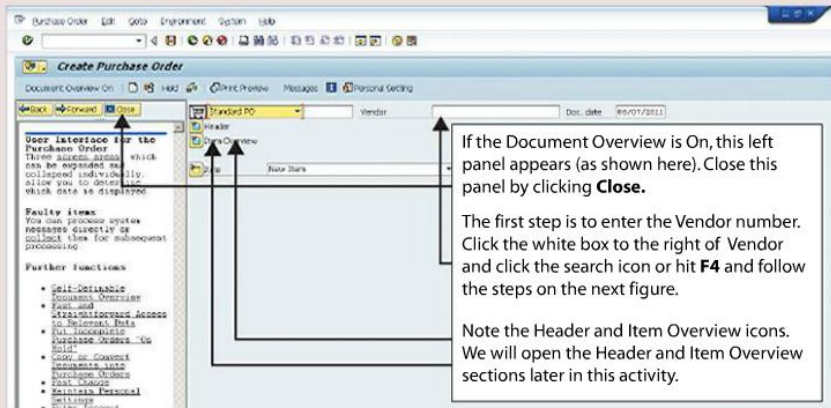 Purchase Order Edit Goto Environment System Help
Create Purchase Order
Document Overview On Hold Print Preview Messages Personal Setting
Back Forward Close
Standard PO Vendor Doc. date 06/07/2011
Header
Item Overview
Item New Item
User interface for the
Purchase Order
Three screen areas, which
can be expanded and
collapsed individually,
allow you to determine
which data is displayed
Faulty items
You can process system
messages directly or
collect them for subsequent
processing
Further functions
Self-Definable
Document Overview
Fast and
Straightforward Access
to Relevant Data
Put Incomplete
Purchase Orders "On
Hold"
Copy or Convert
Documents into
Purchase Orders
Fast Change
Maintain Personal
Settings
If the Document Overview is On, this left
panel appears (as shown here). Close this
panel by clicking Close.
The first step is to enter the Vendor number.
Click the white box to the right of Vendor
and click the search icon or hit F4 and follow
the steps on the next figure.
Note the Header and Item Overview icons.
We will open the Header and Item Overview
sections later in this activity.